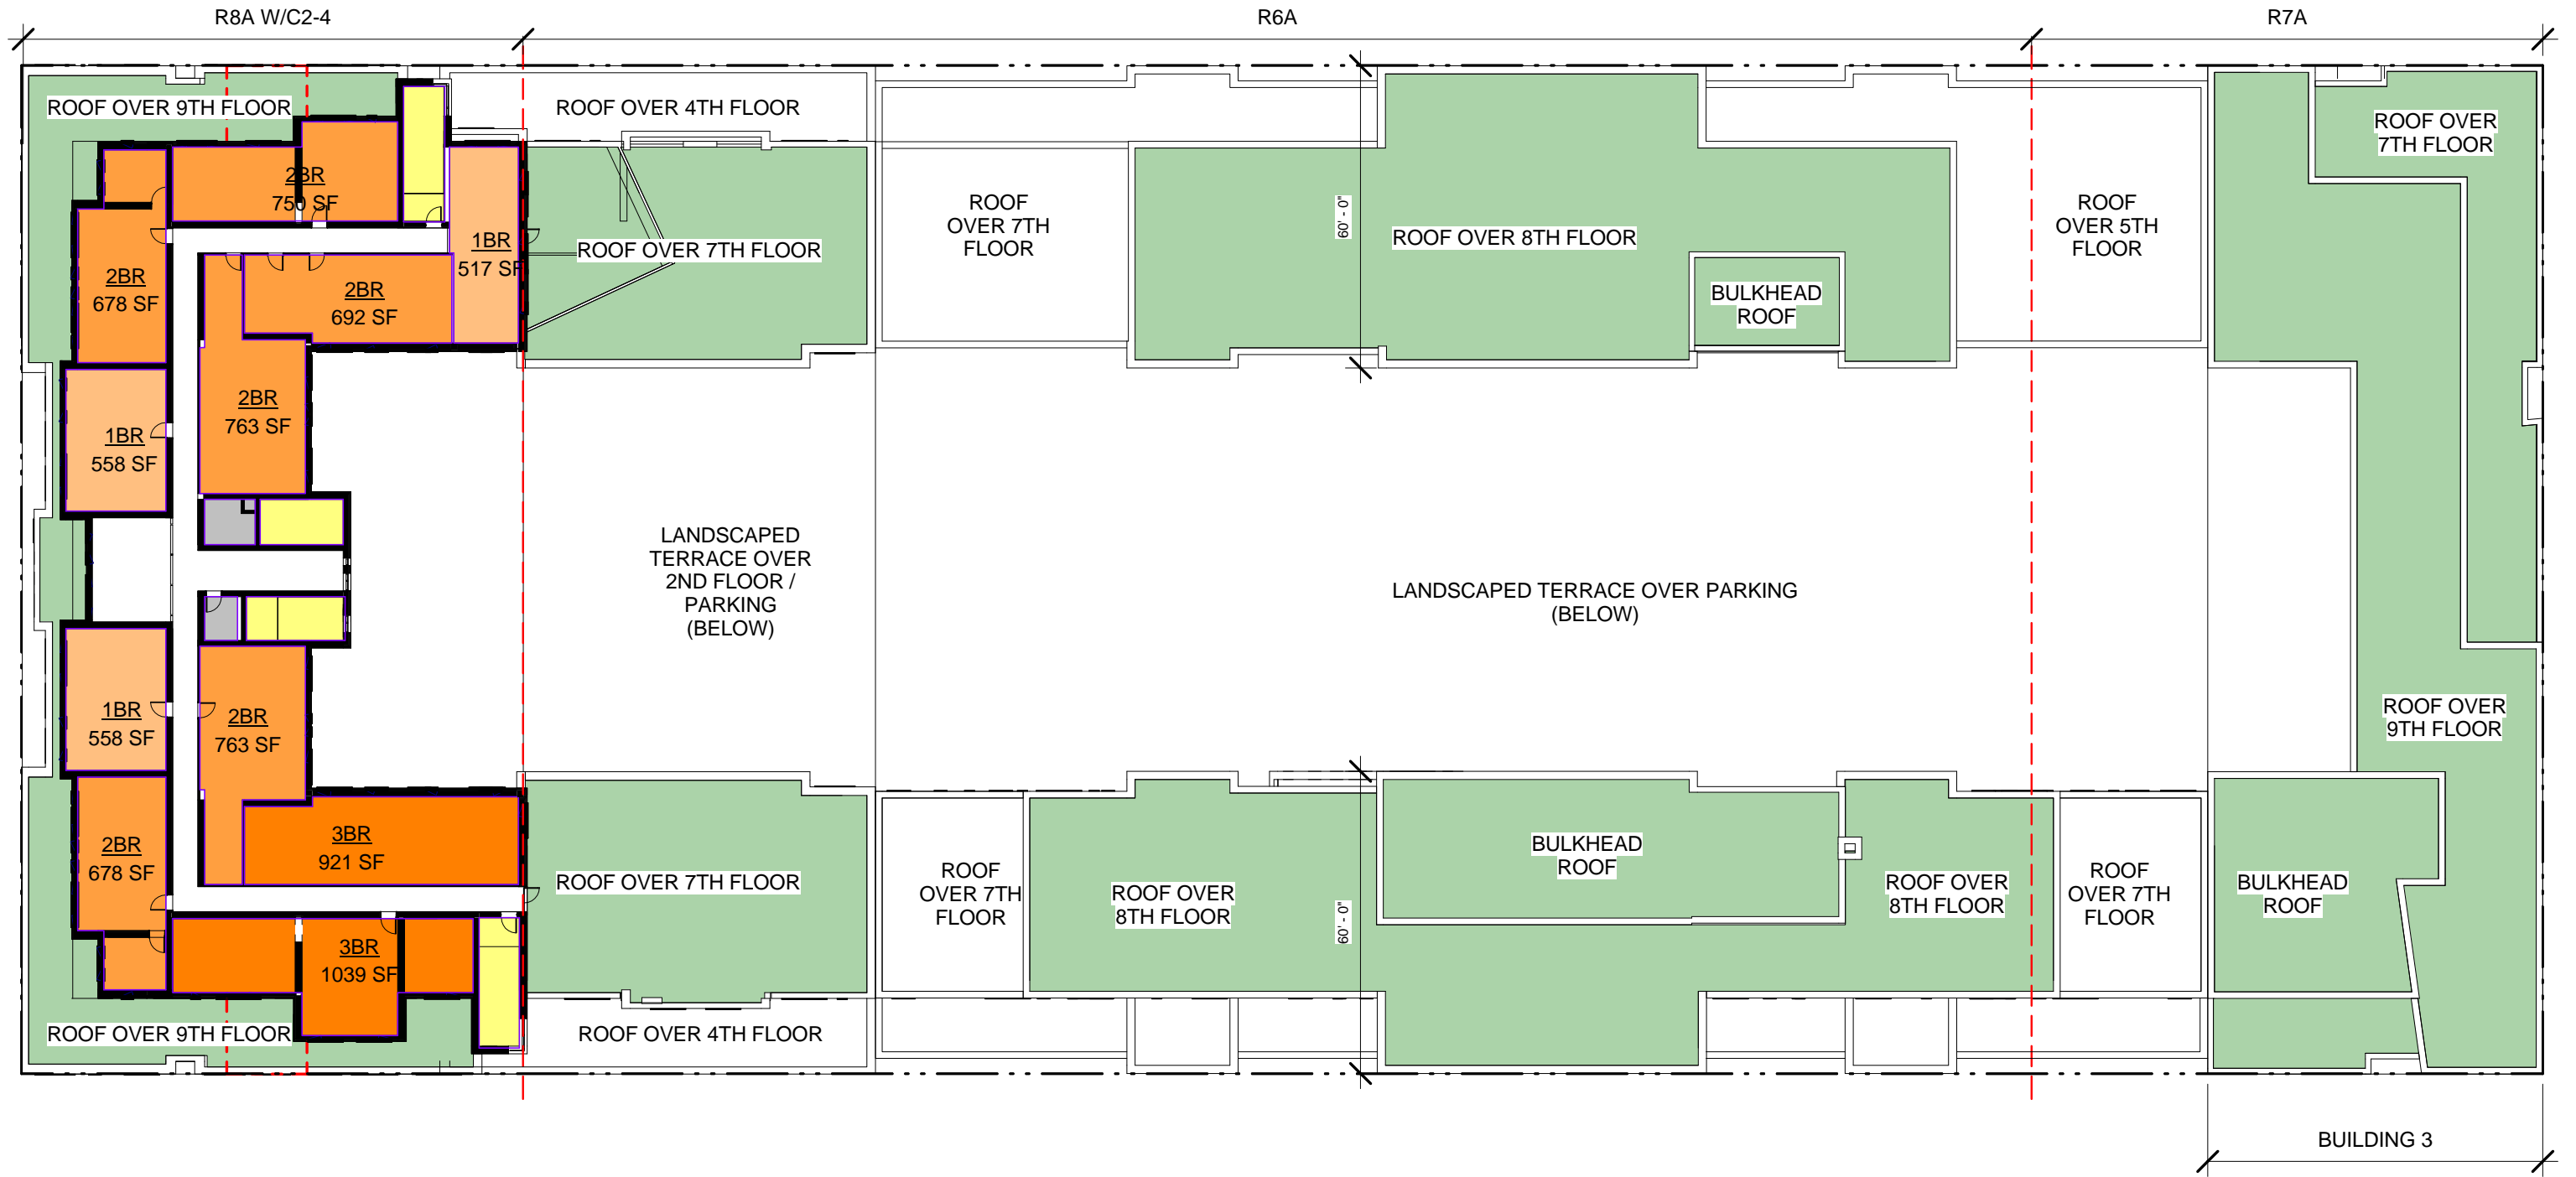 R8A W/C2-4
R6A
R7A
ROOF OVER 9TH FLOOR
ROOF OVER 4TH FLOOR
ROOF OVER
7TH FLOOR
2BR
750 SF
ROOF
OVER 7TH
FLOOR
60' - 0"
ROOF OVER 8TH FLOOR
ROOF
OVER 5TH
FLOOR
1BR
517 SF
ROOF OVER 7TH FLOOR
2BR
678 SF
2BR
692 SF
BULKHEAD
ROOF
2BR
763 SF
1BR
558 SF
LANDSCAPED
TERRACE OVER
2ND FLOOR /
PARKING
(BELOW)
LANDSCAPED TERRACE OVER PARKING
(BELOW)
1BR
558 SF
2BR
763 SF
ROOF OVER
9TH FLOOR
2BR
678 SF
3BR
921 SF
ROOF OVER 7TH FLOOR
ROOF
OVER 7TH
FLOOR
ROOF OVER
8TH FLOOR
60' - 0"
BULKHEAD
ROOF
ROOF OVER
8TH FLOOR
ROOF
OVER 7TH
FLOOR
BULKHEAD
ROOF
3BR
1039 SF
ROOF OVER 9TH FLOOR
ROOF OVER 4TH FLOOR
BUILDING 3